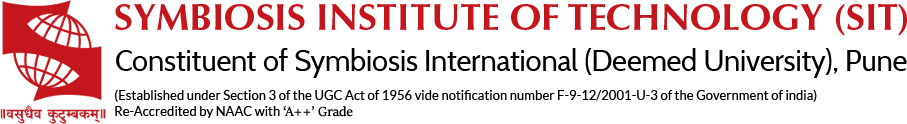 SYMBIOSIS INSTITUTE OF TECHNOLOGY (SIT)
Constituent of Symbiosis International (Deemed University), Pune
(Established under Section 3 of the UGC Act of 1956 vide notification number F-9-12/2001-U-3 of the Government of india)
Re-Accredited by NAAC with ‘A++’ Grade
॥वसुधैव कुटुम्बकम्॥